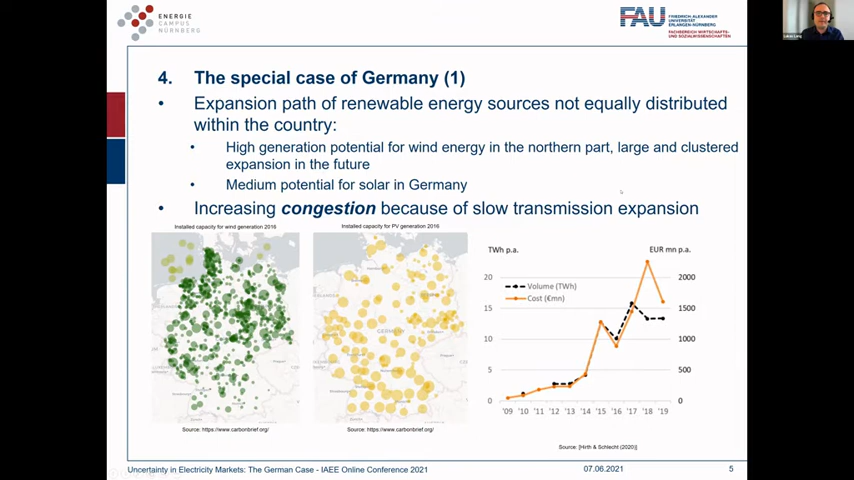 ENERGIE
CAMPUS
NÜRNBERG
FAU
FRIEDRICH-ALEXANDER
UNIVERSITÄT
ERLANGEN-NÜRNBERG
FACHBEREICH WIRTSCHAFTS-
UND SOZIALWISSENSCHAFTEN
Lukas Lang
4. The special case of Germany (1)
• Expansion path of renewable energy sources not equally distributed
within the country:
• High generation potential for wind energy in the northern part, large and clustered
expansion in the future
• Medium potential for solar in Germany
• Increasing congestion because of slow transmission expansion
Installed capacity for wind generation 2016
Installed capacity for PV generation 2016
GERMANY
Source: https://www.carbonbrief.org/
Source: https://www.carbonbrief.org/
TWh p.a. EUR mn p.a.
Volume (TWh)
Cost (€mn)
20 2000
15 1500
10 1000
5 500
0 0
'09 '10 '11 '12 '13 '14 '15 '16 '17 '18 '19
Source: [Hirth & Schlecht (2020)]
Uncertainty in Electricity Markets: The German Case - IAEE Online Conference 2021 07.06.2021 5